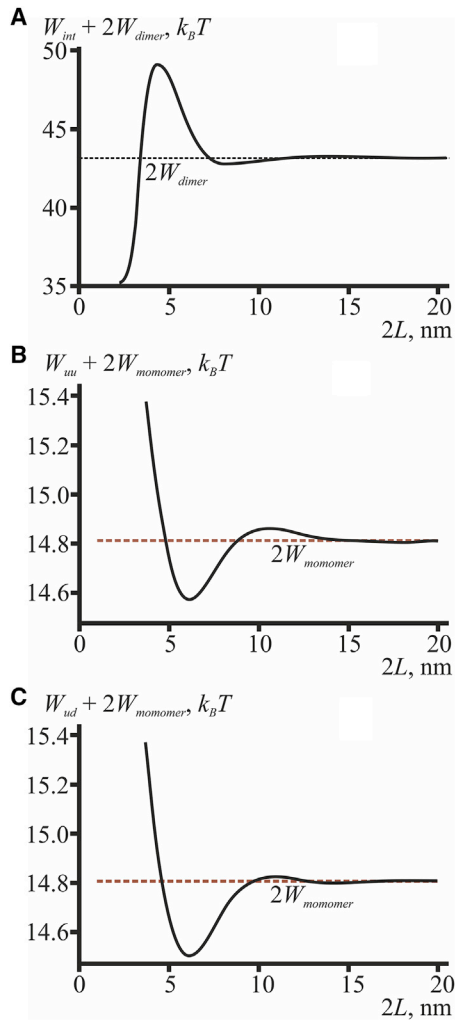 A
W_int + 2W_dimer, k_BT
50
45
40
35
2W_dimer
0 5 10 15 20
2L, nm
B
W_uu + 2W_momomer, k_BT
15.4
15.2
15.0
14.8
14.6
2W_momomer
0 5 10 15 20
2L, nm
C
W_ud + 2W_momomer, k_BT
15.4
15.2
15.0
14.8
14.6
2W_momomer
0 5 10 15 20
2L, nm